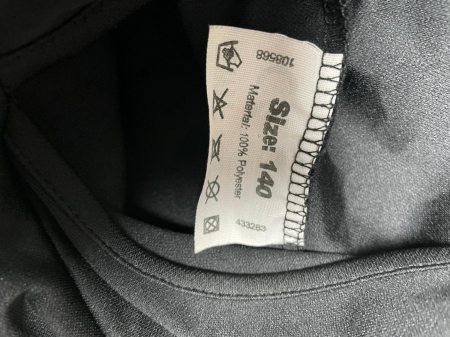 108568
Size: 140
Material: 100% Polyester
433283